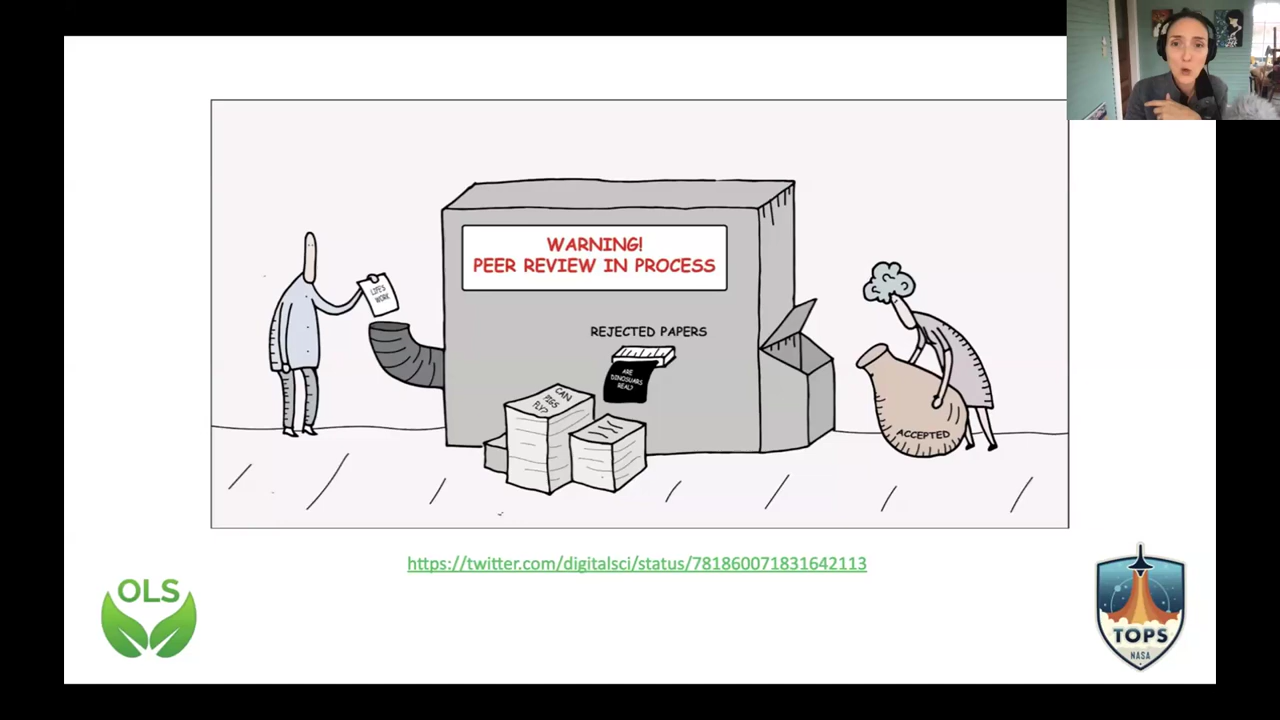 WARNING!
PEER REVIEW IN PROCESS
LIFE'S
WORK
REJECTED PAPERS
ARE
DINOSUARS
REAL?
CAN
PIGS
FLY?
ACCEPTED
https://twitter.com/digitalsci/status/781860071831642113
OLS
TOPS
NASA